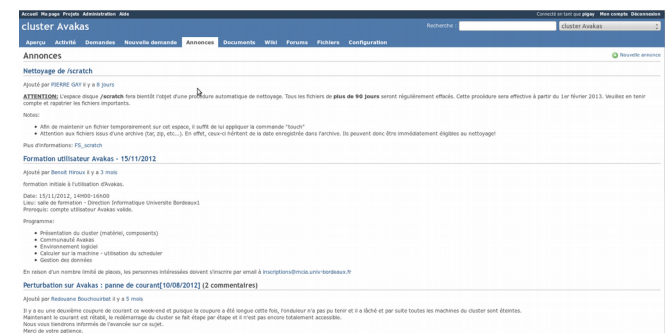 Accueil Ma page Projets Administration Aide
Connecté en tant que pigay Mon compte Déconnexion
cluster Avakas
Recherche :
cluster Avakas
Aperçu Activité Demandes Nouvelle demande Annonces Documents Wiki Forums Fichiers Configuration
Annonces
Nouvelle annonce
Nettoyage de /scratch
Ajouté par PIERRE GAY il y a 8 jours
ATTENTION: L'espace disque /scratch fera bientôt l'objet d'une procédure automatique de nettoyage. Tous les fichiers de plus de 90 jours seront régulièrement effacés. Cette procédure sera effective à partir du 1er février 2013. Veuillez en tenir
compte et rapatrier les fichiers importants.
Notes:
Afin de maintenir un fichier temporairement sur cet espace, il suffit de lui appliquer la commande "touch"
Attention aux fichiers issus d'une archive (tar, zip, etc...). En effet, ceux-ci héritent de la date enregistrée dans l'archive. Ils peuvent donc être immédiatement éligibles au nettoyage!
Plus d'informations: FS_scratch
Formation utilisateur Avakas - 15/11/2012
Ajouté par Benoit Hiroux il y a 3 mois
formation initiale à l'utilisation d'Avakas.
Date: 15/11/2012, 14H00-16h00
Lieu: salle de formation - Direction Informatique Universite Bordeaux1
Prerequis: compte utilisateur Avakas valide.
Programme:
Présentation du cluster (matériel, composants)
Communauté Avakas
Environnement logiciel
Calculer sur la machine - utilisation du scheduler
Gestion des données
En raison d'un nombre limité de places, les personnes intéressées doivent s'inscrire par email à inscriptions@mcia.univ-bordeaux.fr
Perturbation sur Avakas : panne de courant[10/08/2012] (2 commentaires)
Ajouté par Redouane Bouchouirbat il y a 5 mois
Il y a eu une deuxième coupure de courant ce week-end et puisque la coupure a été longue cette fois, l'onduleur n'a pas pu tenir et il a lâché et par suite toutes les machines du cluster sont éteintes.
Maintenant le courant est rétabli, le redémarrage du cluster se fait étape par étape et il n'est pas encore totalement accessible.
Nous vous tiendrons informés de l'avancée sur ce sujet.
Merci de votre patience.